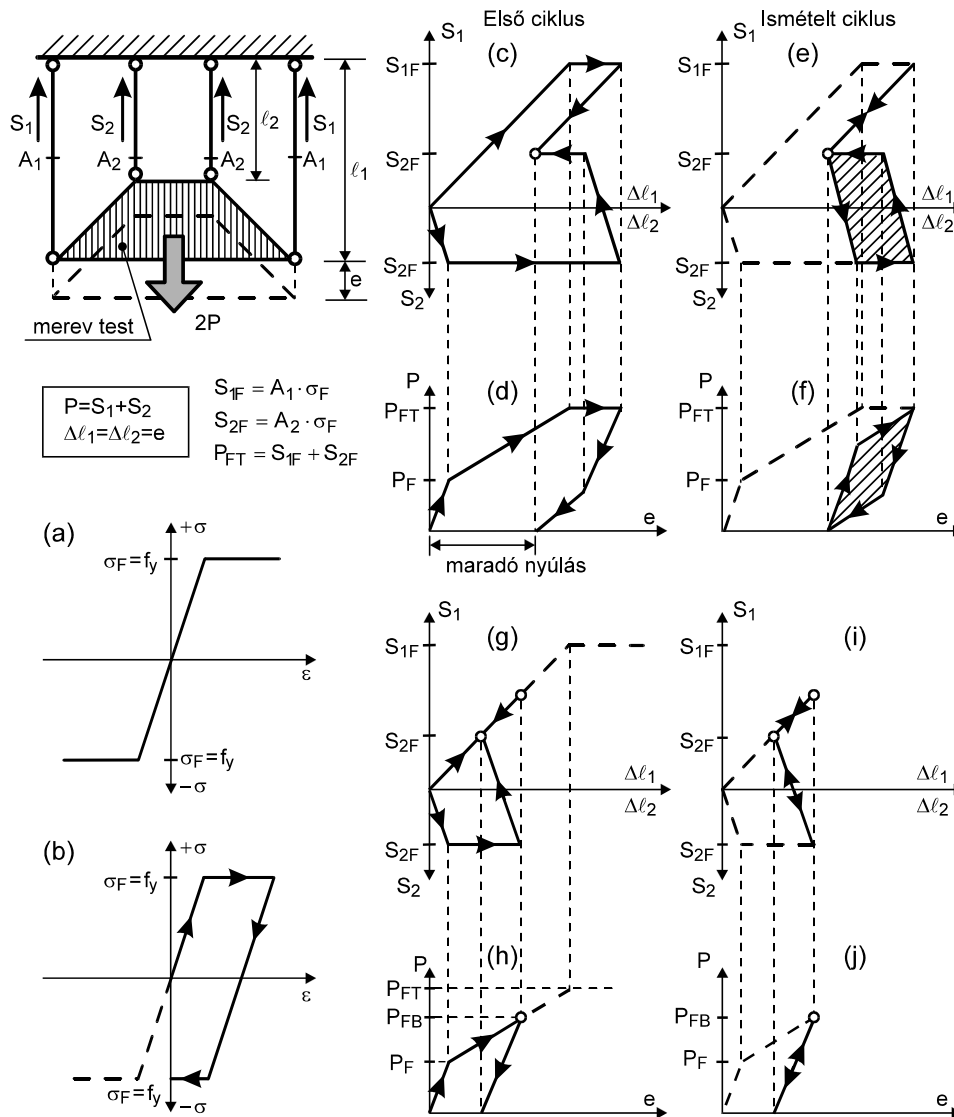 S₁
S₂
S₂
S₁
A₁
A₂
A₂
A₁
ℓ₂
ℓ₁
e
merev test
2P
P=S₁+S₂
Δℓ₁=Δℓ₂=e
S₁F = A₁ · σF
S₂F = A₂ · σF
PFT = S₁F + S₂F
(a)
+σ
σF=fy
ε
σF=fy
−σ
(b)
+σ
σF=fy
ε
σF=fy
−σ
Első ciklus
S₁
(c)
S₁F
S₂F
Δℓ₁
Δℓ₂
S₂F
S₂
P
(d)
PFT
PF
e
maradó nyúlás
Ismételt ciklus
S₁
(e)
S₁F
S₂F
Δℓ₁
Δℓ₂
S₂F
S₂
P
(f)
PFT
PF
e
S₁
(g)
S₁F
S₂F
Δℓ₁
Δℓ₂
S₂F
S₂
(h)
P
PFT
PFB
PF
e
S₁
(i)
S₁F
S₂F
Δℓ₁
Δℓ₂
S₂F
S₂
(j)
P
PFB
PF
e